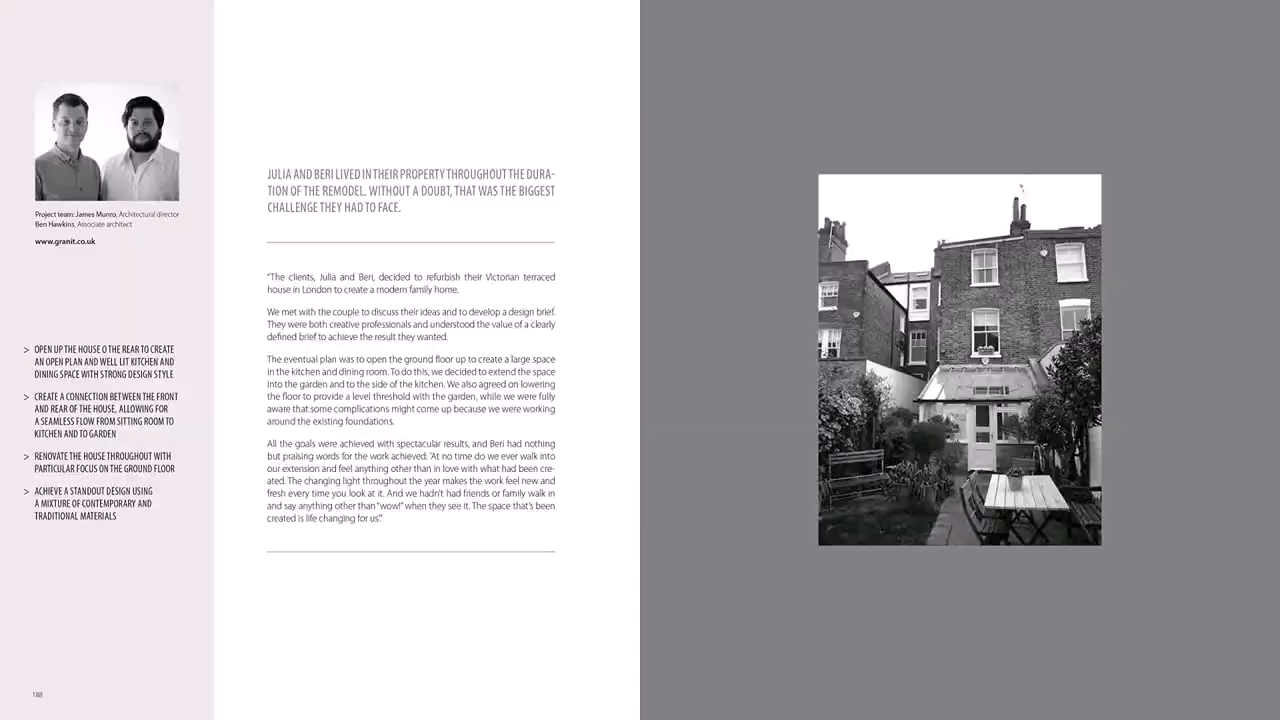 Project team: James Munro, Architectural director
Ben Hawkins, Associate architect
www.granit.co.uk
> OPEN UP THE HOUSE O THE REAR TO CREATE
AN OPEN PLAN AND WELL LIT KITCHEN AND
DINING SPACE WITH STRONG DESIGN STYLE
> CREATE A CONNECTION BETWEEN THE FRONT
AND REAR OF THE HOUSE, ALLOWING FOR
A SEAMLESS FLOW FROM SITTING ROOM TO
KITCHEN AND TO GARDEN
> RENOVATE THE HOUSE THROUGHOUT WITH
PARTICULAR FOCUS ON THE GROUND FLOOR
> ACHIEVE A STANDOUT DESIGN USING
A MIXTURE OF CONTEMPORARY AND
TRADITIONAL MATERIALS
188
JULIA AND BERI LIVED IN THEIR PROPERTY THROUGHOUT THE DURA-
TION OF THE REMODEL. WITHOUT A DOUBT, THAT WAS THE BIGGEST
CHALLENGE THEY HAD TO FACE.
“The clients, Julia and Beri, decided to refurbish their Victorian terraced
house in London to create a modern family home.
We met with the couple to discuss their ideas and to develop a design brief.
They were both creative professionals and understood the value of a clearly
defined brief to achieve the result they wanted.
The eventual plan was to open the ground floor up to create a large space
in the kitchen and dining room. To do this, we decided to extend the space
into the garden and to the side of the kitchen. We also agreed on lowering
the floor to provide a level threshold with the garden, while we were fully
aware that some complications might come up because we were working
around the existing foundations.
All the goals were achieved with spectacular results, and Beri had nothing
but praising words for the work achieved: ‘At no time do we ever walk into
our extension and feel anything other than in love with what had been cre-
ated. The changing light throughout the year makes the work feel new and
fresh every time you look at it. And we hadn’t had friends or family walk in
and say anything other than “wow!” when they see it. The space that’s been
created is life changing for us.’”